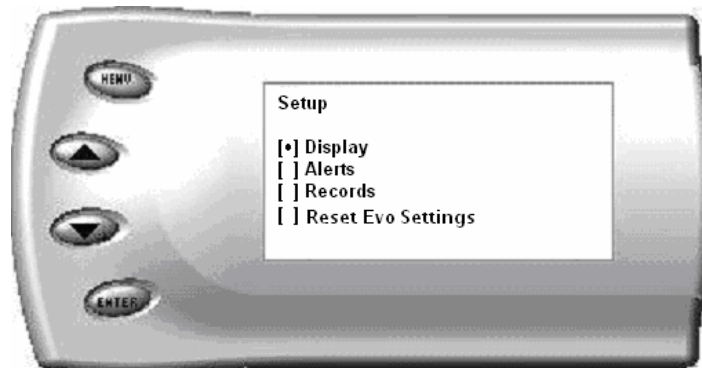 MENU
Setup
[•] Display
[ ] Alerts
[ ] Records
[ ] Reset Evo Settings
ENTER